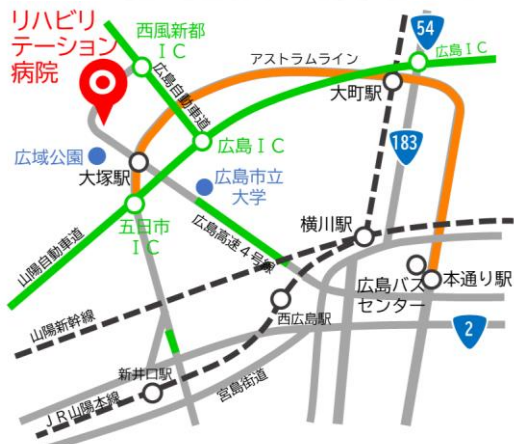 リハビリ
テーション
病院
西風新都
ＩＣ
54
アストラムライン
広島ＩＣ
広島自動車道
大町駅
広島ＩＣ
183
広域公園
大塚駅
広島市立
大学
五日市
ＩＣ
広島高速４号線
横川駅
山陽自動車道
広島バス
センター
本通り駅
山陽新幹線
西広島駅
2
新井口駅
宮島街道
ＪＲ山陽本線